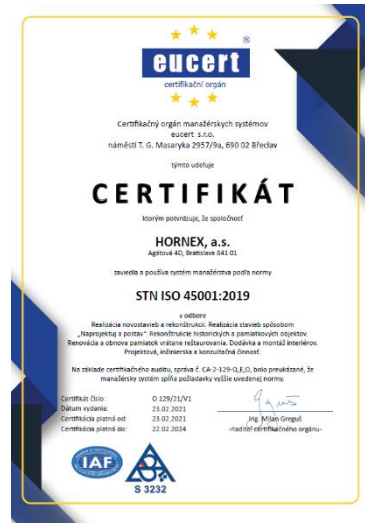 ®
eucert
certifikační orgán
Certifikačný orgán manažérskych systémov
eucert s.r.o.
náměstí T. G. Masaryka 2957/9a, 690 02 Břeclav
týmto udeľuje
CERTIFIKÁT
ktorým potvrdzuje, že spoločnosť
HORNEX, a.s.
Agátová 4D, Bratislava 841 01
zaviedla a používa systém manažérstva podľa normy
STN ISO 45001:2019
v odbore
Realizácia novostavieb a rekonštrukcií. Realizácia stavieb spôsobom
„Naprojektuj a postav“. Rekonštrukcie historických a pamiatkových objektov.
Renovácia a obnova pamiatok vrátane reštaurovania. Dodávka a montáž interiérov.
Projektová, inžinierska a konzultačná činnosť.
Na základe certifikačného auditu, správa č. CA-2-129-Q,E,O, bolo preukázané, že
manažérsky systém spĺňa požiadavky vyššie uvedenej normy.
Certifikát číslo: O 129/21/V1
Dátum vydania: 23.02.2021
Certifikácia platná od: 23.02.2021
Certifikácia platná do: 22.02.2024
Ing. Milan Greguš
-riaditeľ certifikačného orgánu-
IAF
S 3232